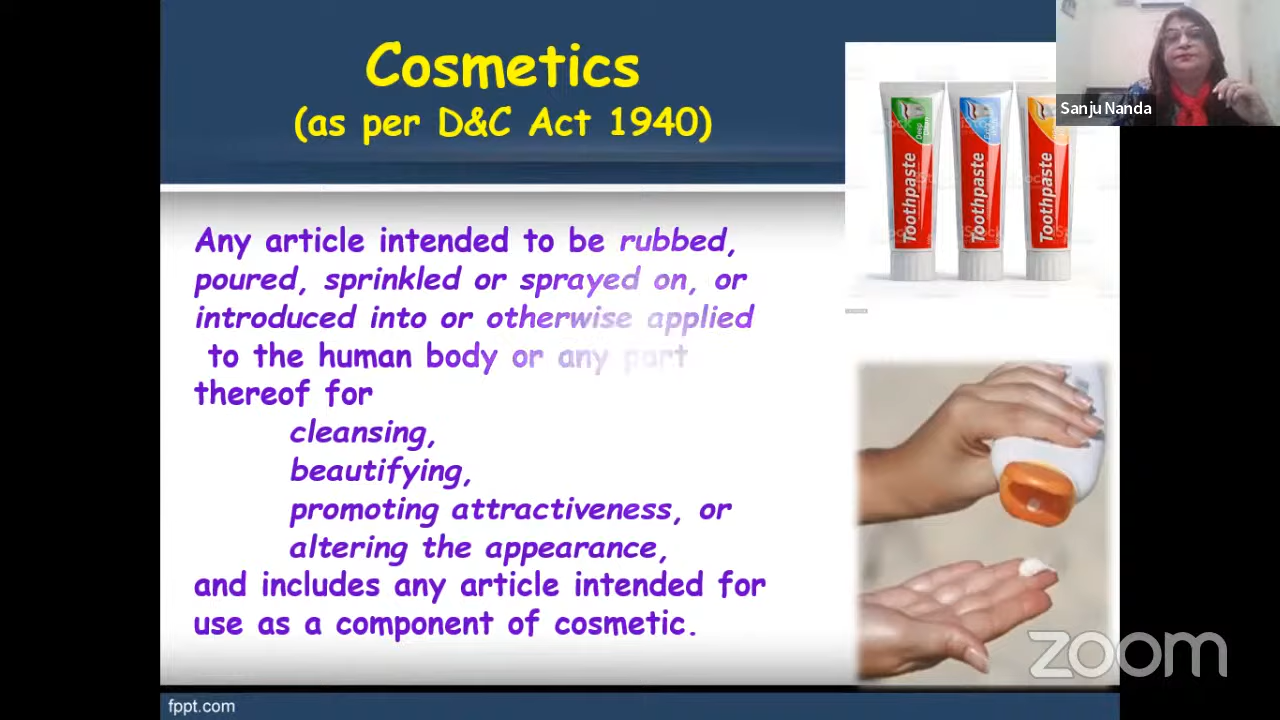 Cosmetics
(as per D&C Act 1940)
Sanju Nanda
Toothpaste
Toothpaste
Toothpaste
Any article intended to be rubbed,
poured, sprinkled or sprayed on, or
introduced into or otherwise applied
to the human body or any part
thereof for
cleansing,
beautifying,
promoting attractiveness, or
altering the appearance,
and includes any article intended for
use as a component of cosmetic.
zoom
fppt.com